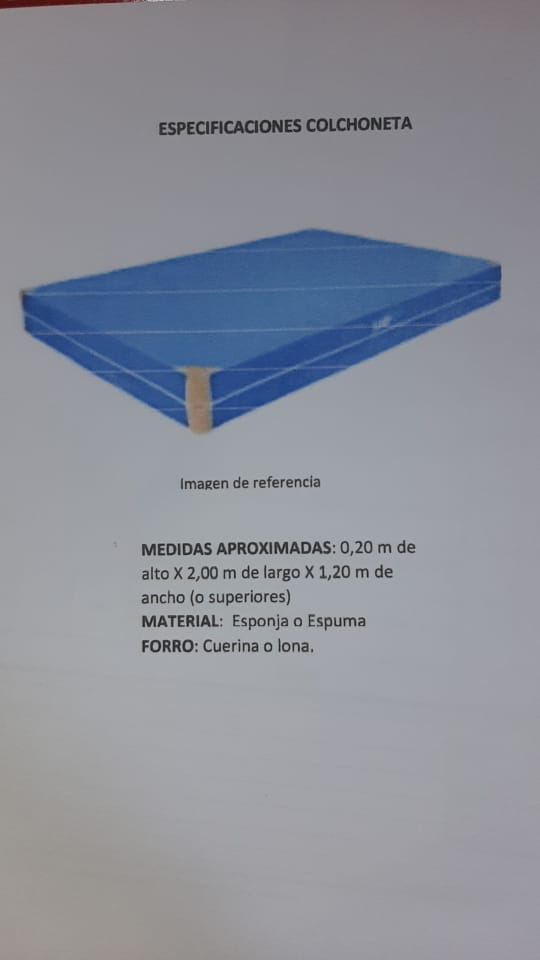 ESPECIFICACIONES COLCHONETA
Imagen de referencia
MEDIDAS APROXIMADAS: 0,20 m de
alto X 2,00 m de largo X 1,20 m de
ancho (o superiores)
MATERIAL: Esponja o Espuma
FORRO: Cuerina o lona.